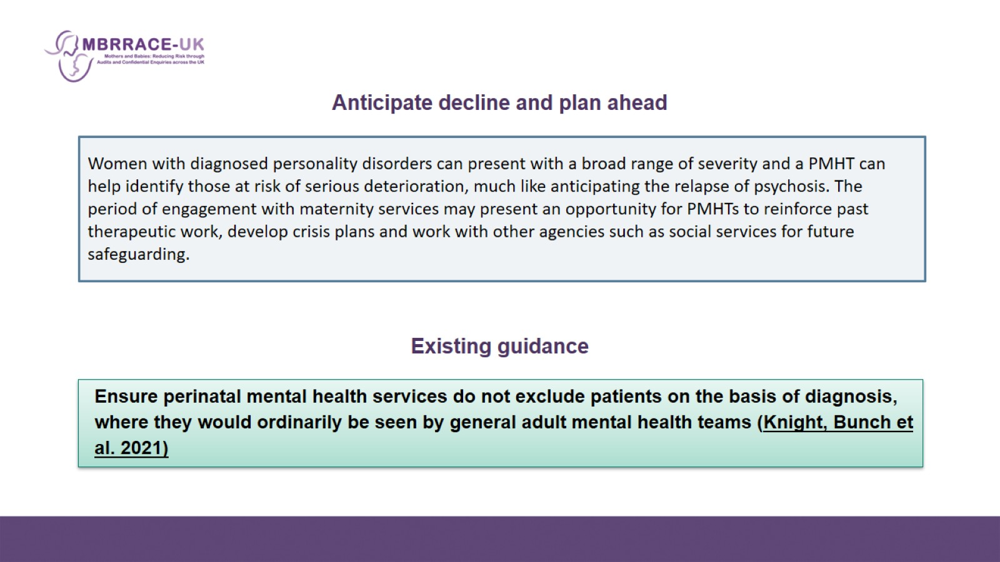 MBRRACE-UK
Mothers and Babies: Reducing Risk through
Audits and Confidential Enquiries across the UK
Anticipate decline and plan ahead
Women with diagnosed personality disorders can present with a broad range of severity and a PMHT can
help identify those at risk of serious deterioration, much like anticipating the relapse of psychosis. The
period of engagement with maternity services may present an opportunity for PMHTs to reinforce past
therapeutic work, develop crisis plans and work with other agencies such as social services for future
safeguarding.
Existing guidance
Ensure perinatal mental health services do not exclude patients on the basis of diagnosis,
where they would ordinarily be seen by general adult mental health teams (Knight, Bunch et
al. 2021)